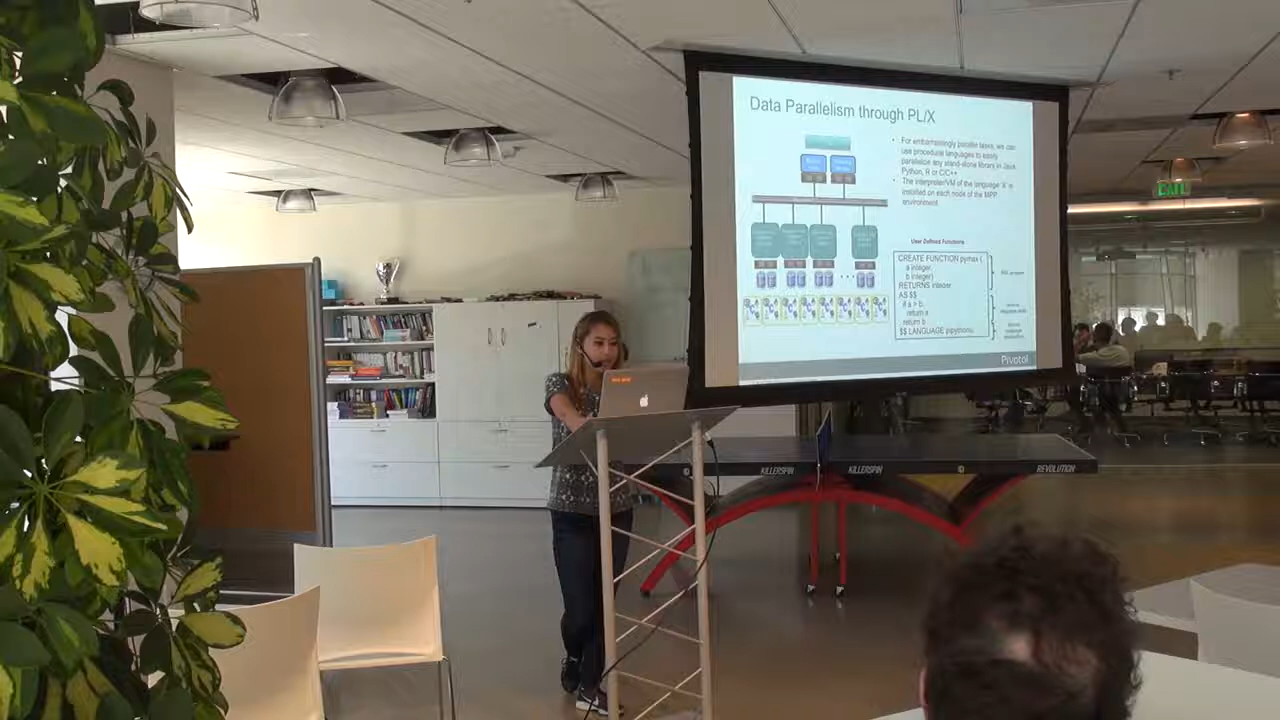 Data Parallelism through PL/X
• For embarrassingly parallel tasks, we can
use procedural languages to easily
parallelize any stand-alone library in Java,
Python, R or C/C++
• The interpreter/VM of the language 'X' is
installed on each node of the MPP
environment
User Defined Functions
CREATE FUNCTION pymax (
a integer,
b integer)
RETURNS integer
AS $$
if a > b:
return a
return b
$$ LANGUAGE plpythonu;
Pivotal
EXIT
KILLERSPIN
KILLERSPIN
REVOLUTION